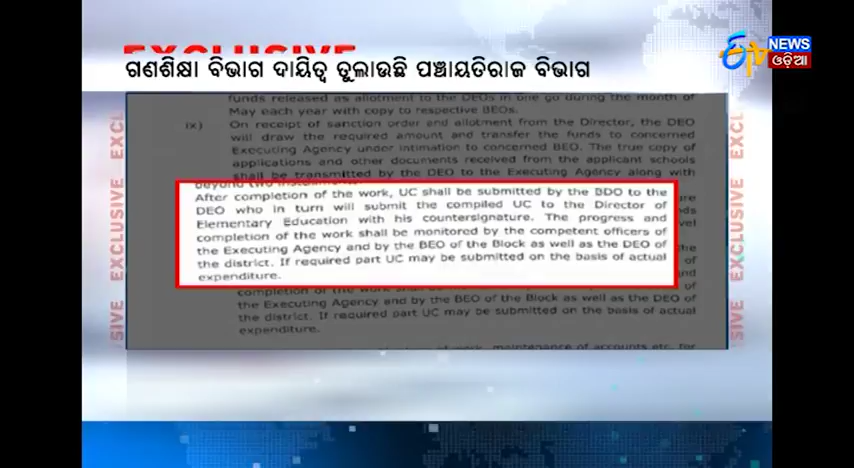 EXCLUSIVE
ଗଣଶିକ୍ଷା ବିଭାଗ ଦାୟିତ୍ୱ ତୁଲାଉଛି ପଞ୍ଚାୟତିରାଜ ବିଭାଗ
ETV NEWS
ଓଡ଼ିଆ
funds released as allotment to the DEOs in one go during the month of
May each year with copy to respective BEOs.
ix) On receipt of sanction order and allotment from the Director, the DEO
will draw the required amount and transfer the funds to concerned
Executing Agency under intimation to concerned BEO. The true copy of
applications and other documents received from the applicant schools
shall be transmitted by the DEO to the Executing Agency along with
beyond two
After completion of the work, UC shall be submitted by the BDO to the
DEO who in turn will submit the compiled UC to the Director of
Elementary Education with his countersignature. The progress and
completion of the work shall be monitored by the competent officers of
the Executing Agency and by the BEO of the Block as well as the DEO of
the district. If required part UC may be submitted on the basis of actual
expenditure.
completion of the work shall be monitored by the competent officers of
the Executing Agency and by the BEO of the Block as well as the DEO of
the district. If required part UC may be submitted on the basis of actual
expenditure.
of work, maintenance of accounts etc. for
EXCLUSIVE
EXCLUSIVE